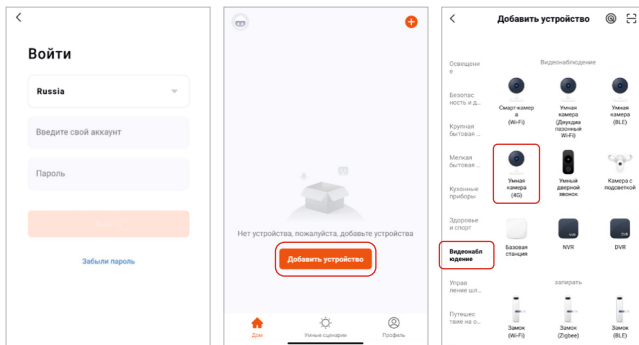 Войти
Russia
Введите свой аккаунт
Пароль
Забыли пароль
Нет устройства, пожалуйста, добавьте устройства
Добавить устройство
Дом
Умные сценарии
Профиль
Добавить устройство
Освещени
е
Безопас
ность и д...
Крупная
бытовая ...
Мелкая
бытовая ...
Кухонные
приборы
Здоровье
и спорт
Видеонабл
юдение
Управ
ление шл...
Путешес
твие на о...
Видеонаблюдение
Смарт-камер
а
(Wi-Fi)
Умная
камера
(Двухдиа
пазонный
Wi-Fi)
Умная
камера
(BLE)
Умная
камера
(4G)
Умный
дверной
звонок
Камера с
подсветкой
Базовая
станция
NVR
DVR
запирать
Замок
(Wi-Fi)
Замок
(Zigbee)
Замок
(BLE)